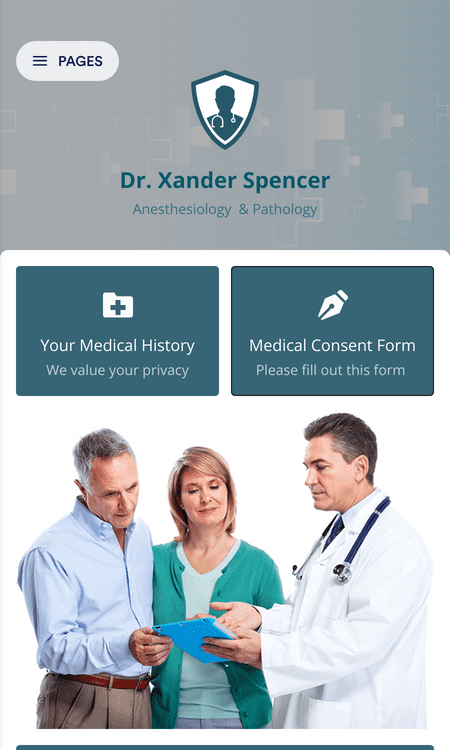 PAGES
Dr. Xander Spencer
Anesthesiology & Pathology
Your Medical History
We value your privacy
Medical Consent Form
Please fill out this form